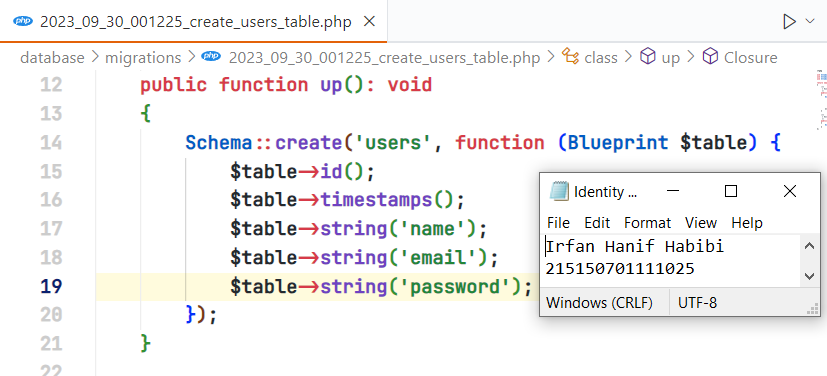 php 2023_09_30_001225_create_users_table.php ×
database > migrations > php 2023_09_30_001225_create_users_table.php > class > up > Closure
12 public function up(): void
13 {
14 Schema::create('users', function (Blueprint $table) {
15 $table->id();
16 $table->timestamps();
17 $table->string('name');
18 $table->string('email');
19 $table->string('password');
20 });
21 }
22
Identity ...
File Edit Format View Help
Irfan Hanif Habibi
215150701111025
Windows (CRLF) UTF-8